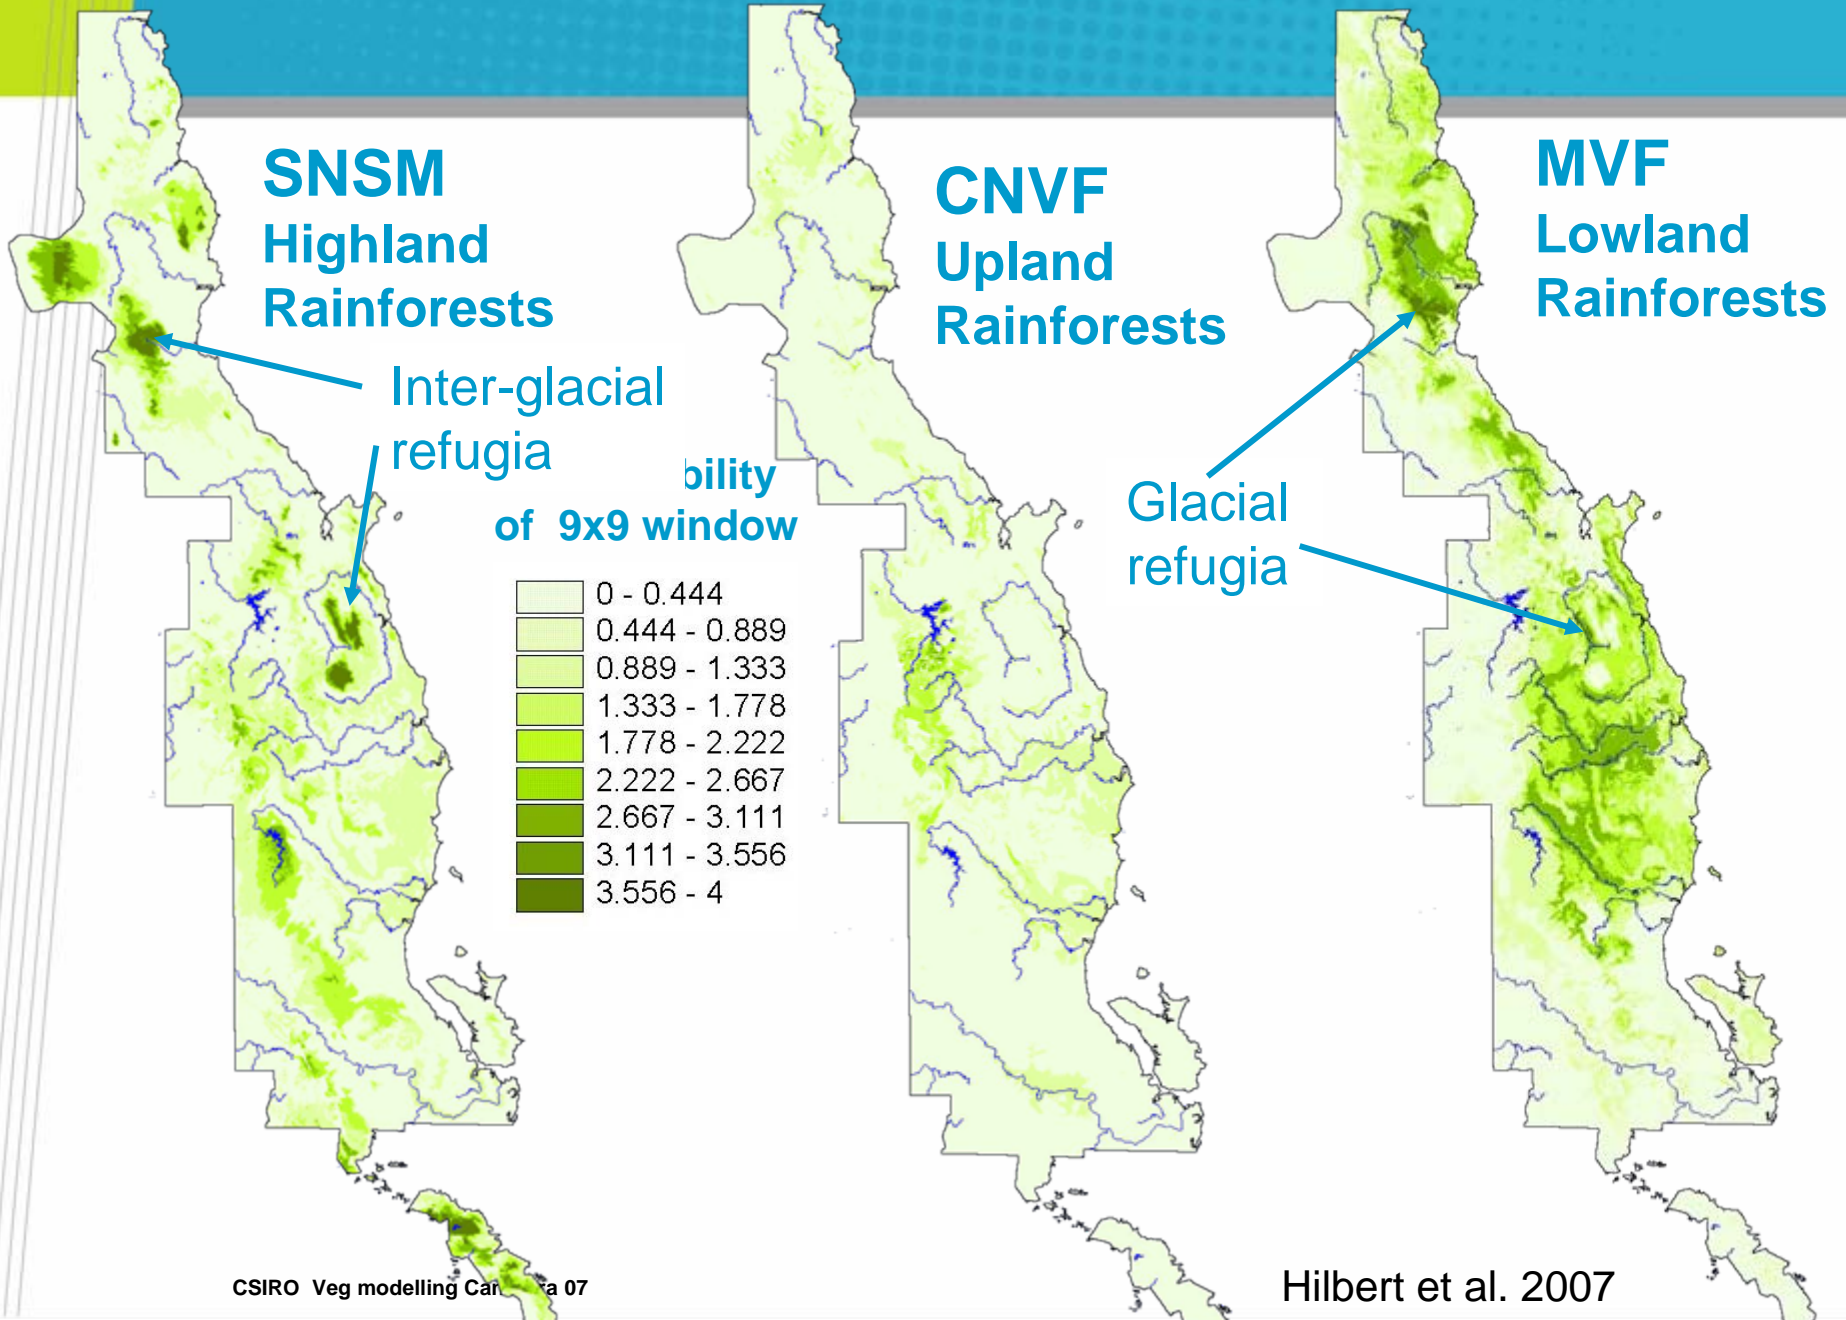 SNSM
Highland
Rainforests
CNVF
Upland
Rainforests
MVF
Lowland
Rainforests
Inter-glacial
refugia
Glacial
refugia
bility
of 9x9 window
0 - 0.444
0.444 - 0.889
0.889 - 1.333
1.333 - 1.778
1.778 - 2.222
2.222 - 2.667
2.667 - 3.111
3.111 - 3.556
3.556 - 4
CSIRO Veg modelling
07
Hilbert et al. 2007